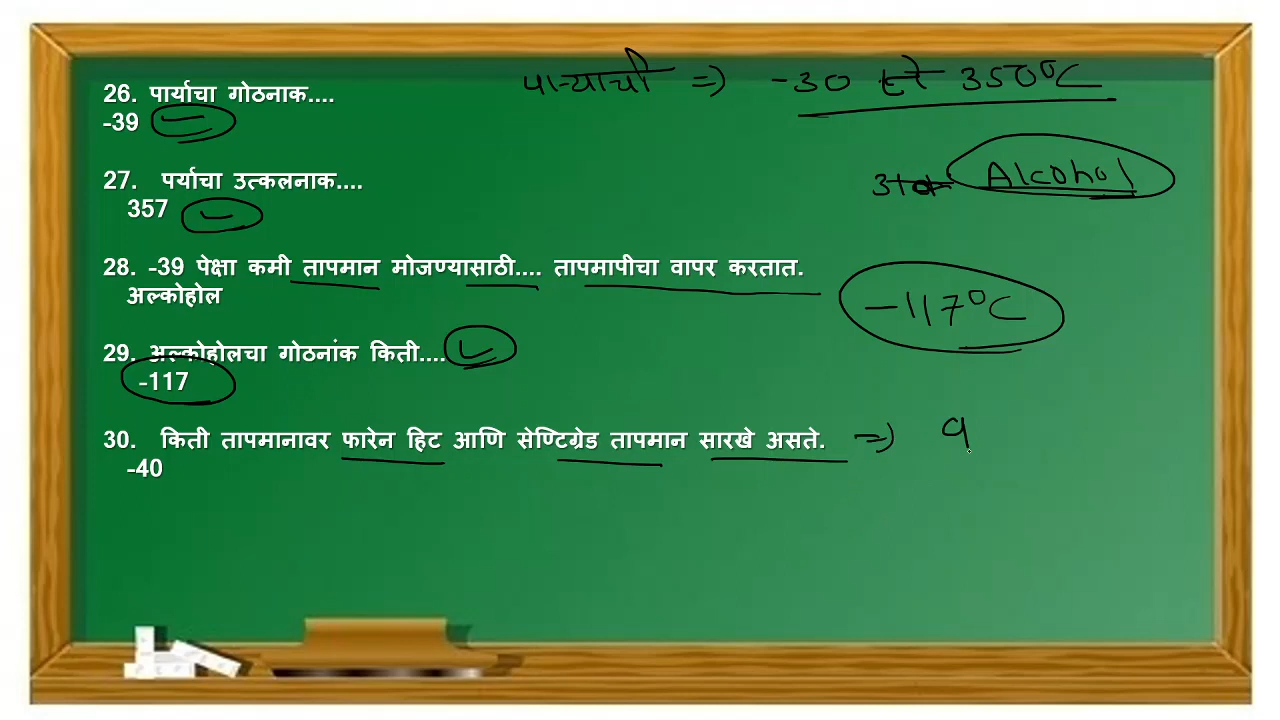 पाऱ्याची => -30 ते 350°C
26. पार्याचा गोठनाक....
-39
Alcohol
27. पर्याचा उत्कलनाक....
357
28. -39 पेक्षा कमी तापमान मोजण्यासाठी.... तापमापीचा वापर करतात.
अल्कोहोल
-117°C
29. अल्कोहोलचा गोठनांक किती....
-117
30. किती तापमानावर फारेन हिट आणि सेण्टिग्रेड तापमान सारखे असते. => 9
-40